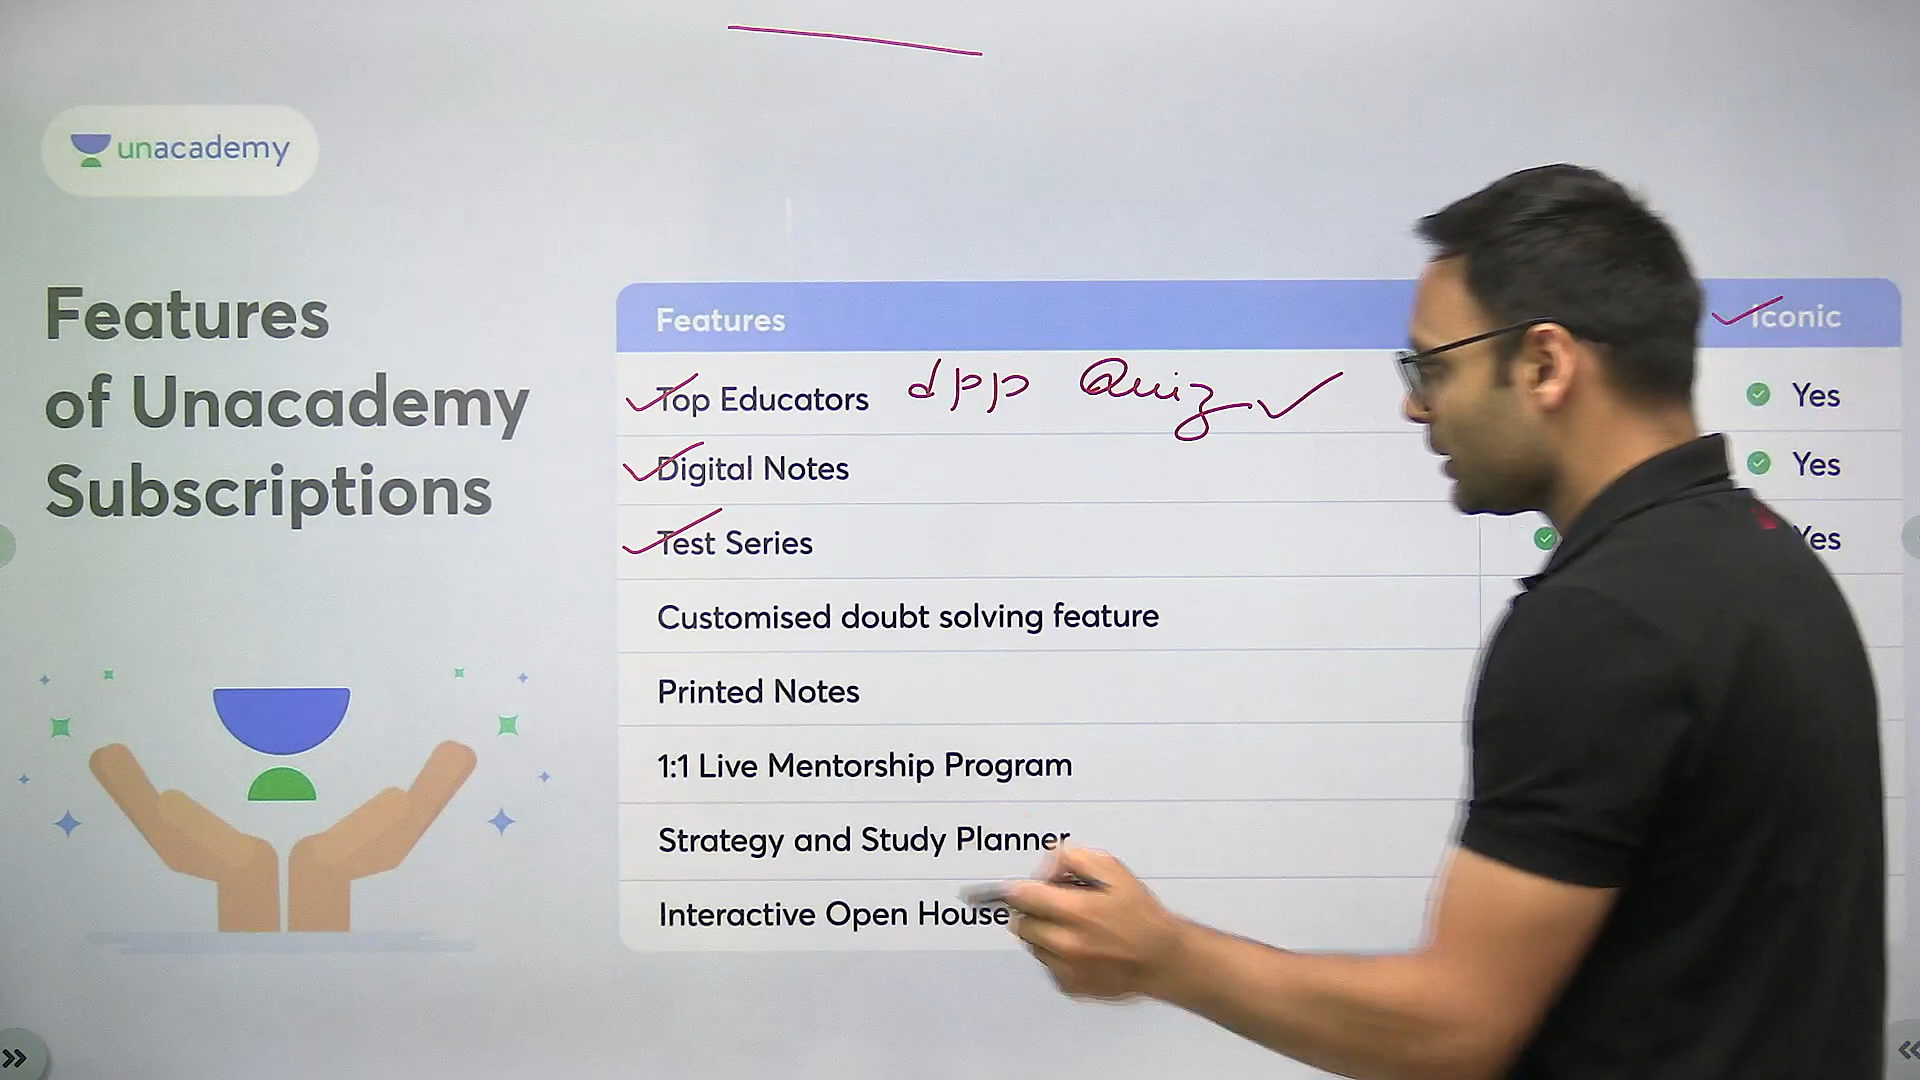 unacademy
Features
of Unacademy
Subscriptions
Features Iconic
Top Educators dpp Quiz Yes
Digital Notes Yes
Test Series Yes
Customised doubt solving feature
Printed Notes
1:1 Live Mentorship Program
Strategy and Study Planner
Interactive Open House